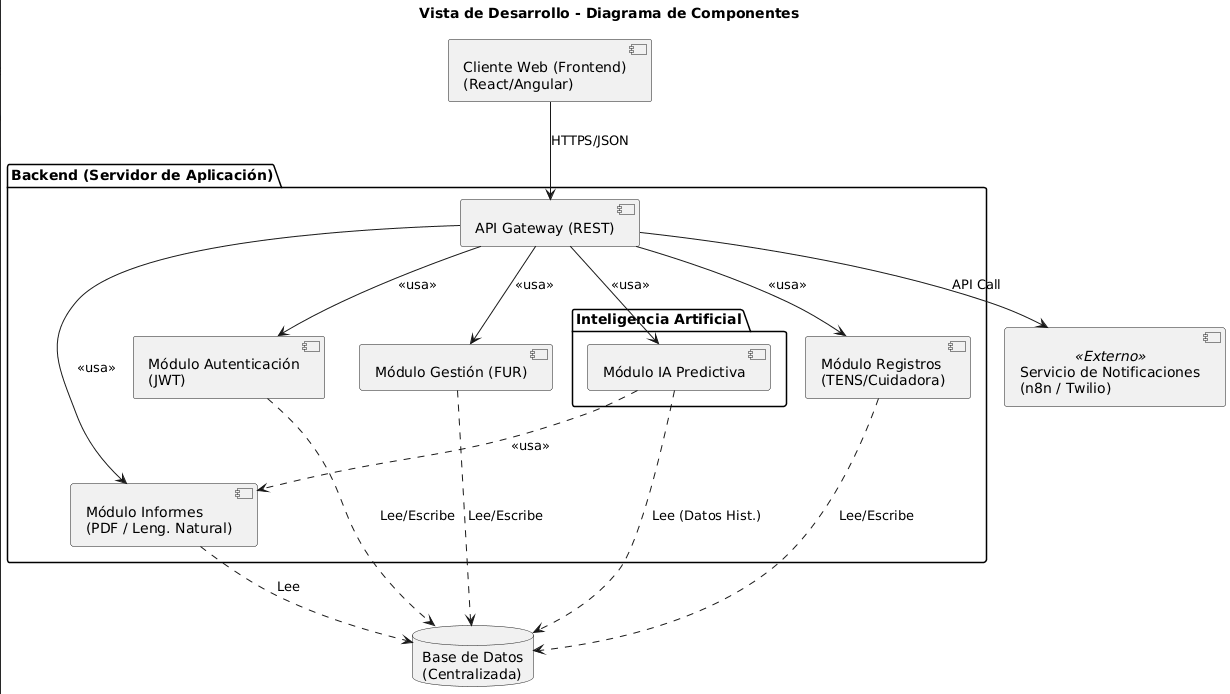 Vista de Desarrollo - Diagrama de Componentes
Cliente Web (Frontend)
(React/Angular)
HTTPS/JSON
Backend (Servidor de Aplicación)
API Gateway (REST)
«usa»
«usa»
«usa»
«usa»
API Call
Inteligencia Artificial
«Externo»
Servicio de Notificaciones
(n8n / Twilio)
Módulo Autenticación
(JWT)
Módulo Gestión (FUR)
Módulo IA Predictiva
Módulo Registros
(TENS/Cuidadora)
«usa»
«usa»
Módulo Informes
(PDF / Leng. Natural)
Lee/Escribe
Lee/Escribe
Lee (Datos Hist.)
Lee/Escribe
Lee
Base de Datos
(Centralizada)